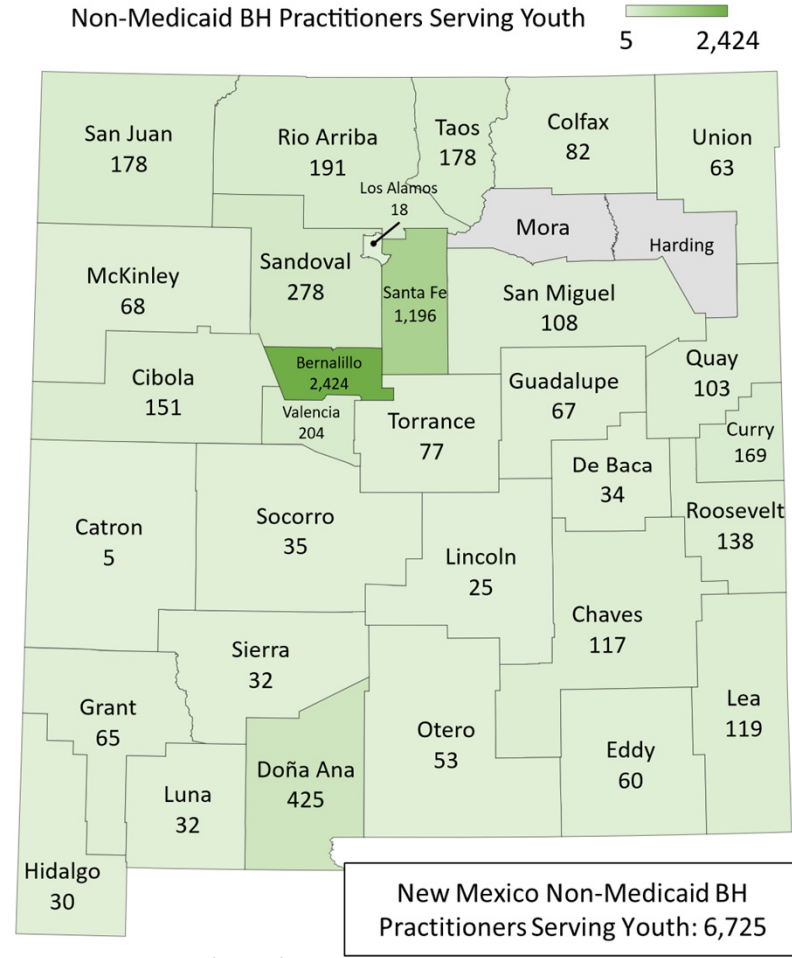 Non-Medicaid BH Practitioners Serving Youth
5
2,424
San Juan
178
Rio Arriba
191
Taos
178
Colfax
82
Union
63
Los Alamos
18
Mora
Harding
McKinley
68
Sandoval
278
Santa Fe
1,196
San Miguel
108
Cibola
151
Bernalillo
2,424
Valencia
204
Torrance
77
Guadalupe
67
Quay
103
Curry
169
De Baca
34
Roosevelt
138
Catron
5
Socorro
35
Lincoln
25
Chaves
117
Sierra
32
Grant
65
Lea
119
Otero
53
Eddy
60
Doña Ana
425
Luna
32
Hidalgo
30
New Mexico Non-Medicaid BH
Practitioners Serving Youth: 6,725